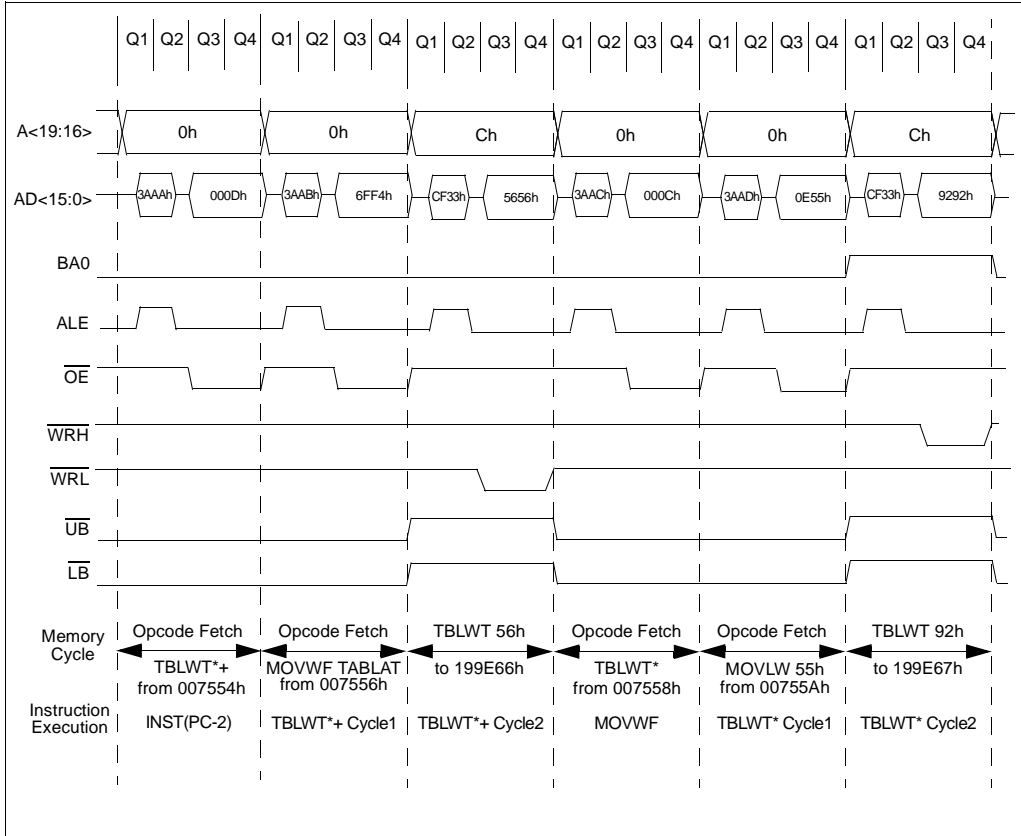 Q1 Q2 Q3 Q4 Q1 Q2 Q3 Q4 Q1 Q2 Q3 Q4 Q1 Q2 Q3 Q4 Q1 Q2 Q3 Q4 Q1 Q2 Q3 Q4
A<19:16> 0h 0h Ch 0h 0h Ch
AD<15:0> 3AAAh 000Dh 3AABh 6FF4h CF33h 5656h 3AACh 000Ch 3AADh 0E55h CF33h 9292h
BA0
ALE
OE
WRH
WRL
UB
LB
Memory Cycle
Opcode Fetch
TBLWT*+
from 007554h
Opcode Fetch
MOVWF TABLAT
from 007556h
TBLWT 56h
to 199E66h
Opcode Fetch
TBLWT*
from 007558h
Opcode Fetch
MOVLW 55h
from 00755Ah
TBLWT 92h
to 199E67h
Instruction
Execution
INST(PC-2) TBLWT*+ Cycle1 TBLWT*+ Cycle2 MOVWF TBLWT* Cycle1 TBLWT* Cycle2